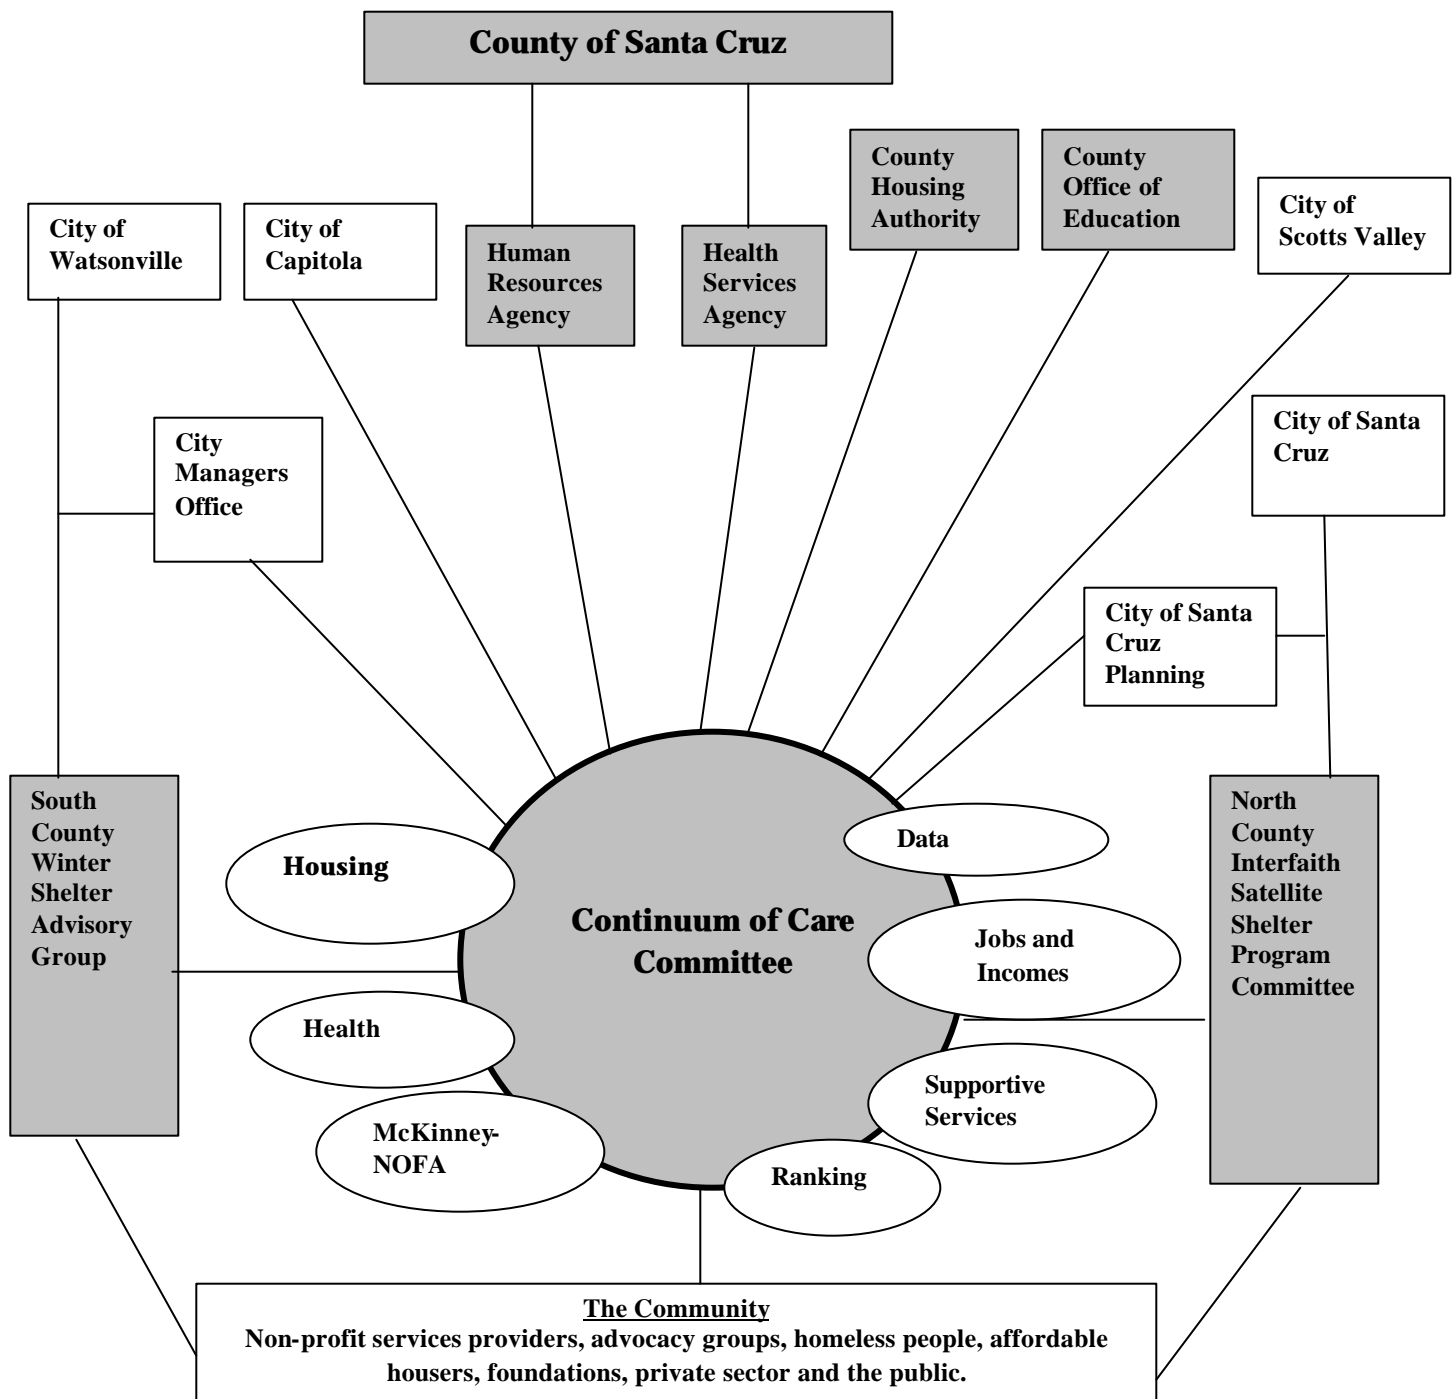 County of Santa Cruz
County
Housing
Authority
County
Office of
Education
City of
Scotts Valley
City of
Watsonville
City of
Capitola
Human
Resources
Agency
Health
Services
Agency
City
Managers
Office
City of Santa
Cruz
City of Santa
Cruz
Planning
South
County
Winter
Shelter
Advisory
Group
North
County
Interfaith
Satellite
Shelter
Program
Committee
Housing
Data
Continuum of Care
Committee
Jobs and
Incomes
Health
Supportive
Services
McKinney-
NOFA
Ranking
The Community
Non-profit services providers, advocacy groups, homeless people, affordable
housers, foundations, private sector and the public.